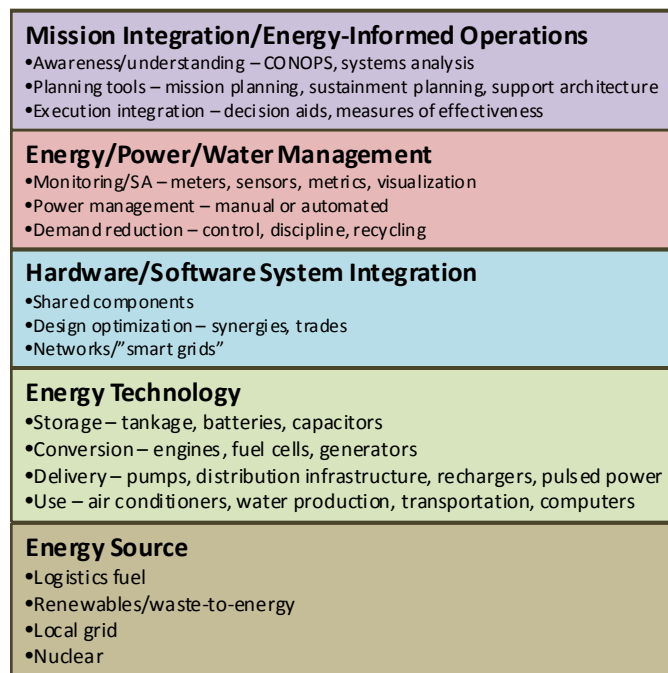 Mission Integration/Energy-Informed Operations
•Awareness/understanding – CONOPS, systems analysis
•Planning tools – mission planning, sustainment planning, support architecture
•Execution integration – decision aids, measures of effectiveness
Energy/Power/Water Management
•Monitoring/SA – meters, sensors, metrics, visualization
•Power management – manual or automated
•Demand reduction – control, discipline, recycling
Hardware/Software System Integration
•Shared components
•Design optimization – synergies, trades
•Networks/”smart grids”
Energy Technology
•Storage – tankage, batteries, capacitors
•Conversion – engines, fuel cells, generators
•Delivery – pumps, distribution infrastructure, rechargers, pulsed power
•Use – air conditioners, water production, transportation, computers
Energy Source
•Logistics fuel
•Renewables/waste-to-energy
•Local grid
•Nuclear